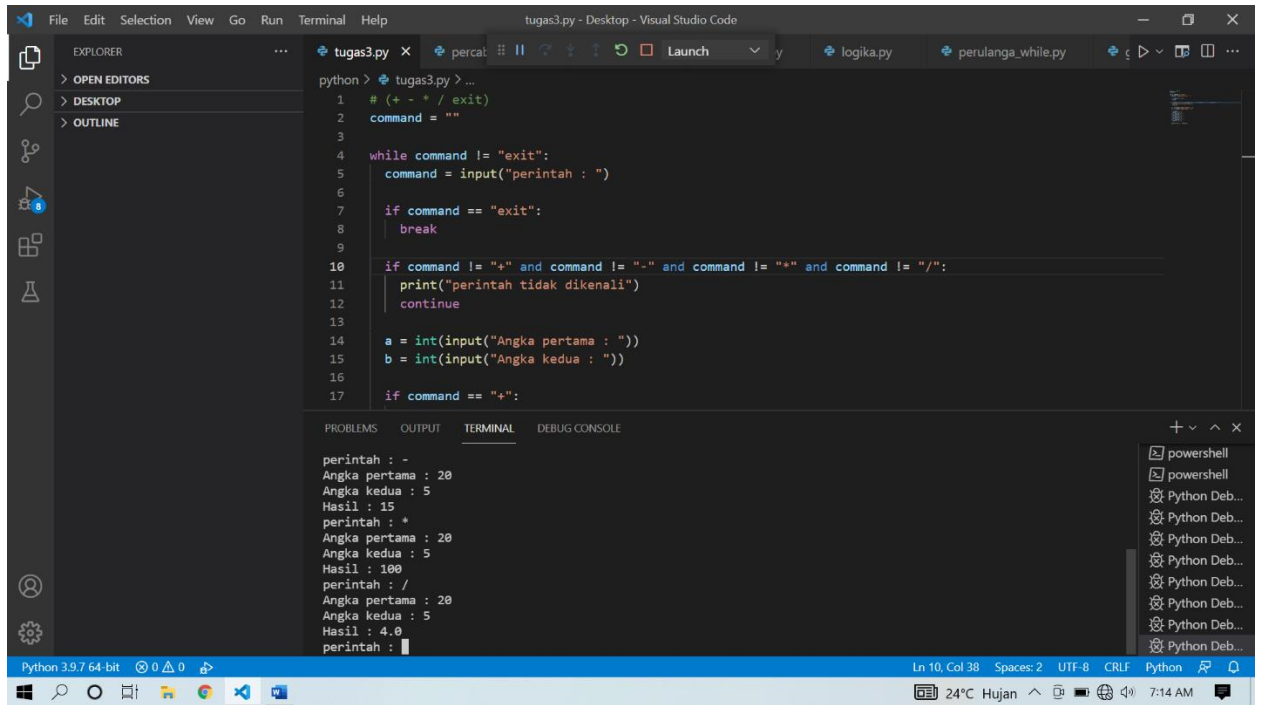 File Edit Selection View Go Run Terminal Help
tugas3.py - Desktop - Visual Studio Code
EXPLORER
OPEN EDITORS
DESKTOP
OUTLINE
8
tugas3.py
Launch
logika.py
perulanga_while.py
python > tugas3.py > ...
1 # (+ - * / exit)
2 command = ""
3
4 while command != "exit":
5 command = input("perintah : ")
6
7 if command == "exit":
8 break
9
10 if command != "+" and command != "-" and command != "*" and command != "/":
11 print("perintah tidak dikenali")
12 continue
13
14 a = int(input("Angka pertama : "))
15 b = int(input("Angka kedua : "))
16
17 if command == "+":
PROBLEMS OUTPUT TERMINAL DEBUG CONSOLE
perintah : -
Angka pertama : 20
Angka kedua : 5
Hasil : 15
perintah : *
Angka pertama : 20
Angka kedua : 5
Hasil : 100
perintah : /
Angka pertama : 20
Angka kedua : 5
Hasil : 4.0
perintah :
powershell
powershell
Python Deb...
Python Deb...
Python Deb...
Python Deb...
Python Deb...
Python Deb...
Python Deb...
Python Deb...
Python 3.9.7 64-bit 0 0
Ln 10, Col 38 Spaces: 2 UTF-8 CRLF Python
24°C Hujan 7:14 AM